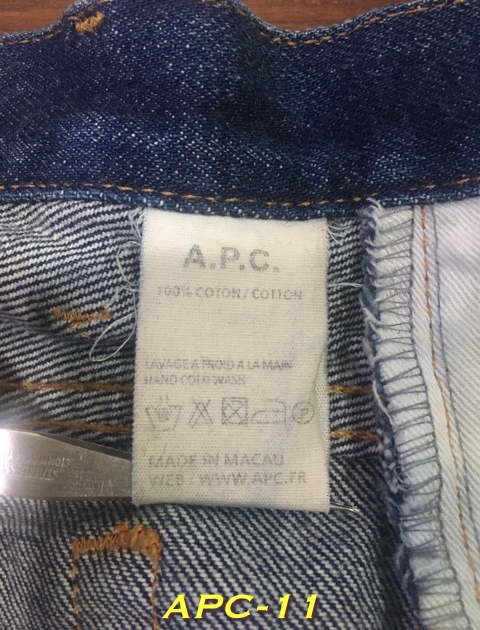 A.P.C.
100% COTON / COTTON
LAVAGE A FROID A LA MAIN
HAND COLD WASH
MADE IN MACAU
WEB : WWW.APC.FR
APC-11